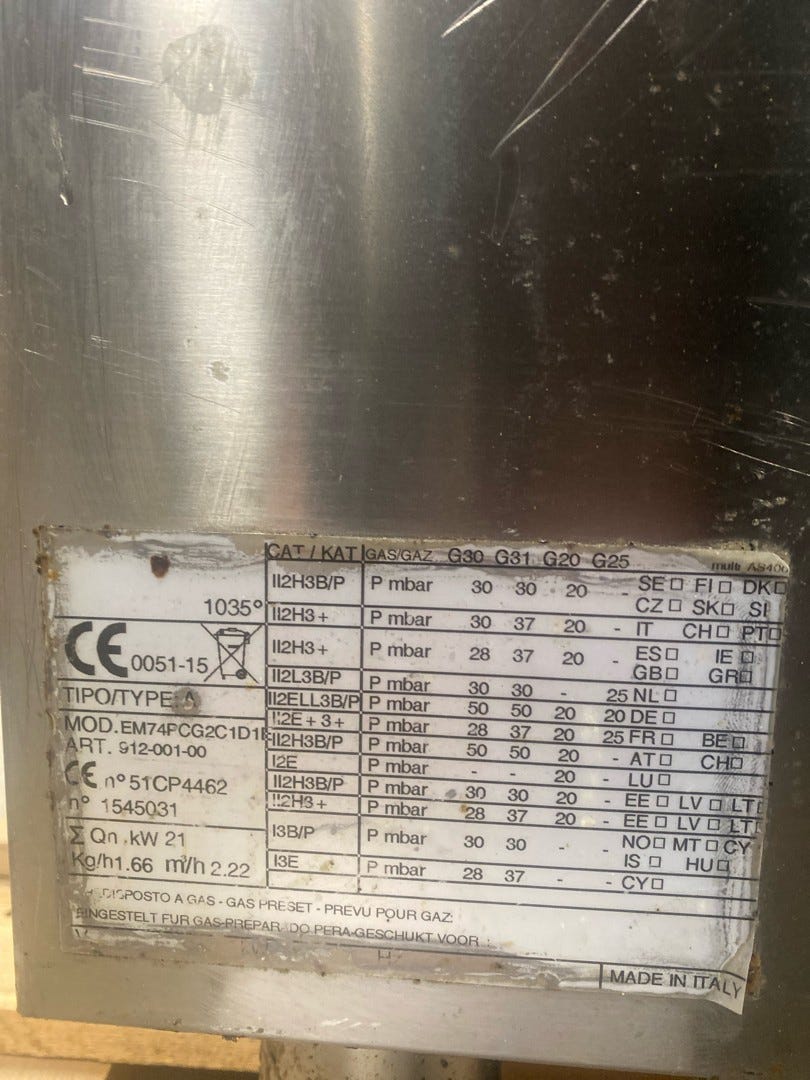 CAT / KAT GAS/GAZ G30 G31 G20 G25 multi AS400
II2H3B/P P mbar 30 30 20 - SE FI DK
CZ SK SI
1035°
II2H3+ P mbar 30 37 20 - IT CH PT
II2H3+ P mbar 28 37 20 - ES IE
GB GR
CE 0051-15
II2L3B/P P mbar 30 30 - 25 NL
TIPO/TYPE A
II2ELL3B/P P mbar 50 50 20 20 DE
II2E+3+ P mbar 28 37 20 25 FR BE
MOD. EM74FCG2C1D1
II2H3B/P P mbar 50 50 20 - AT CH
ART. 912-001-00
I2E P mbar - - 20 - LU
CE n° 51CP4462
II2H3B/P P mbar 30 30 20 - EE LV LT
n° 1545031
II2H3+ P mbar 28 37 20 - EE LV LT
Σ Qn kW 21
I3B/P P mbar 30 30 - - NO MT CY
IS HU
Kg/h1.66 m³/h 2.22
I3E P mbar 28 37 - - CY
DISPOSTO A GAS - GAS PRESET - PREVU POUR GAZ:
EINGESTELT FUR GAS-PREPAR. DO PERA-GESCHUKT VOOR :
H
MADE IN ITALY